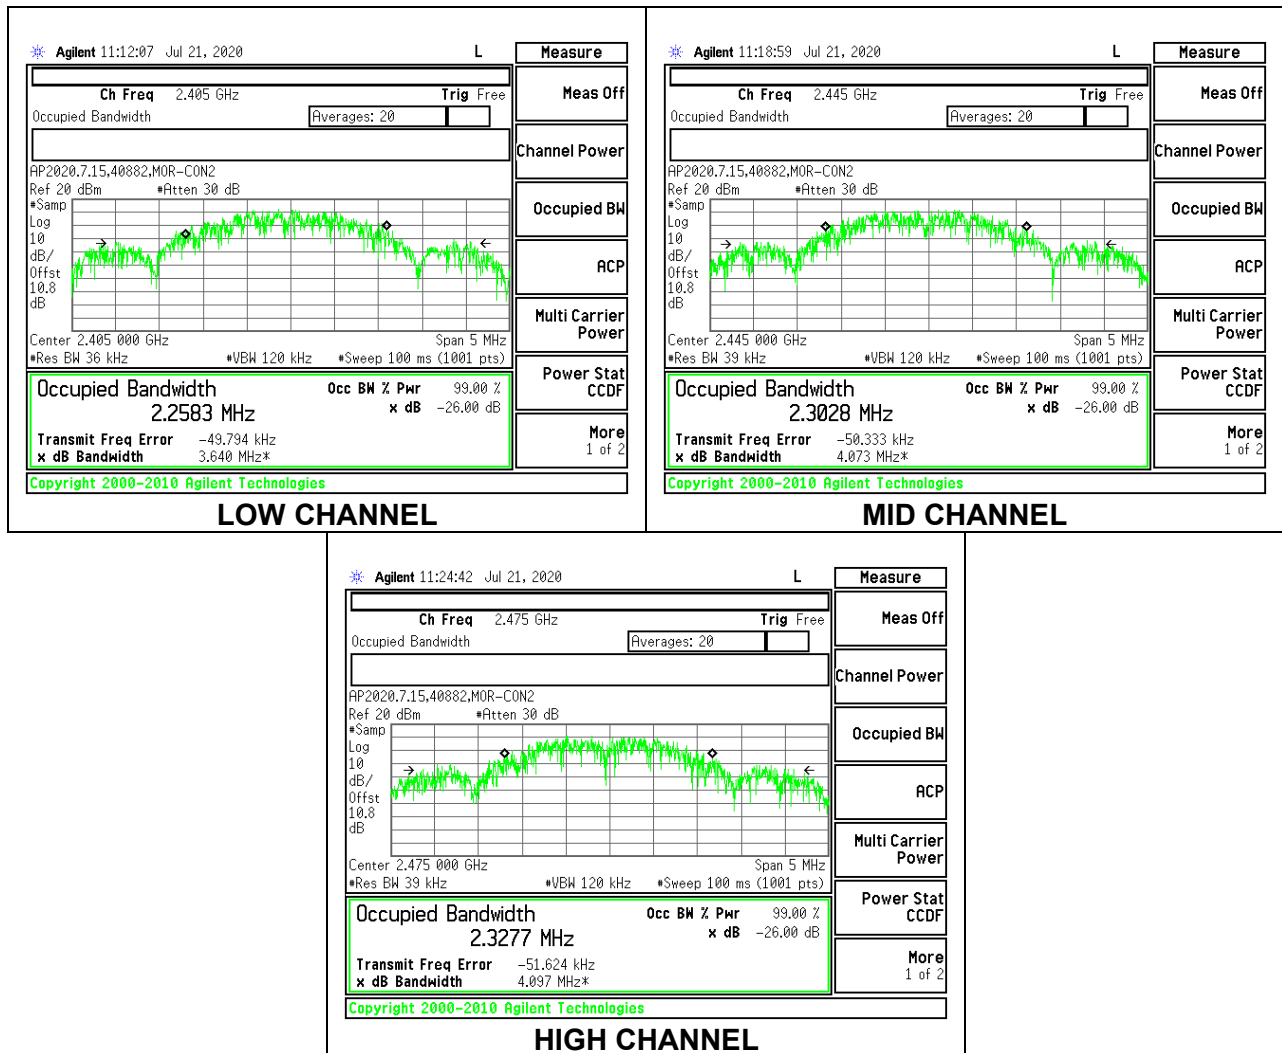 Agilent 11:12:07 Jul 21, 2020 L Measure
Ch Freq 2.405 GHz Trig Free
Occupied Bandwidth Averages: 20
AP2020.7.15,40882,MOR-CON2
Ref 20 dBm #Atten 30 dB
#Samp
Log
10
dB/
Offst
10.8
dB
Center 2.405 000 GHz Span 5 MHz
#Res BW 36 kHz #VBW 120 kHz #Sweep 100 ms (1001 pts)
Occupied Bandwidth Occ BW % Pwr 99.00 %
2.2583 MHz x dB -26.00 dB
Transmit Freq Error -49.794 kHz
x dB Bandwidth 3.640 MHz*
Copyright 2000-2010 Agilent Technologies
Meas Off
Channel Power
Occupied BW
ACP
Multi Carrier
Power
Power Stat
CCDF
More
1 of 2
LOW CHANNEL
Agilent 11:18:59 Jul 21, 2020 L Measure
Ch Freq 2.445 GHz Trig Free
Occupied Bandwidth Averages: 20
AP2020.7.15,40882,MOR-CON2
Ref 20 dBm #Atten 30 dB
#Samp
Log
10
dB/
Offst
10.8
dB
Center 2.445 000 GHz Span 5 MHz
#Res BW 39 kHz #VBW 120 kHz #Sweep 100 ms (1001 pts)
Occupied Bandwidth Occ BW % Pwr 99.00 %
2.3028 MHz x dB -26.00 dB
Transmit Freq Error -50.333 kHz
x dB Bandwidth 4.073 MHz*
Copyright 2000-2010 Agilent Technologies
Meas Off
Channel Power
Occupied BW
ACP
Multi Carrier
Power
Power Stat
CCDF
More
1 of 2
MID CHANNEL
Agilent 11:24:42 Jul 21, 2020 L Measure
Ch Freq 2.475 GHz Trig Free
Occupied Bandwidth Averages: 20
AP2020.7.15,40882,MOR-CON2
Ref 20 dBm #Atten 30 dB
#Samp
Log
10
dB/
Offst
10.8
dB
Center 2.475 000 GHz Span 5 MHz
#Res BW 39 kHz #VBW 120 kHz #Sweep 100 ms (1001 pts)
Occupied Bandwidth Occ BW % Pwr 99.00 %
2.3277 MHz x dB -26.00 dB
Transmit Freq Error -51.624 kHz
x dB Bandwidth 4.097 MHz*
Copyright 2000-2010 Agilent Technologies
Meas Off
Channel Power
Occupied BW
ACP
Multi Carrier
Power
Power Stat
CCDF
More
1 of 2
HIGH CHANNEL